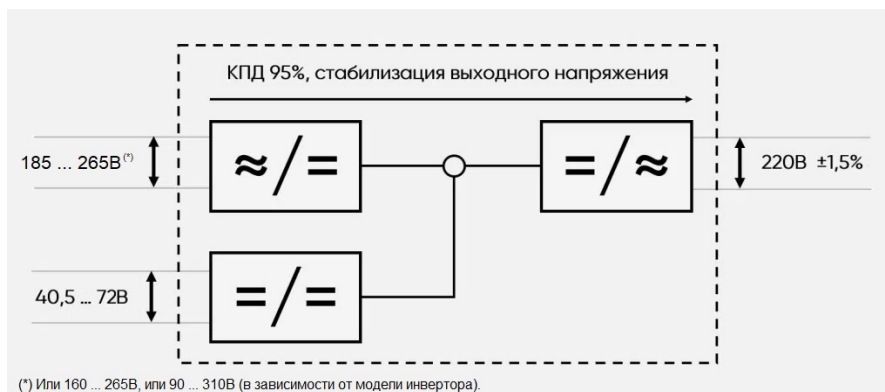 КПД 95%, стабилизация выходного напряжения
185 ... 265В (*)
≈/=
=/≈
220В ±1,5%
40,5 ... 72В
=/=
(*) Или 160 ... 265В, или 90 ... 310В (в зависимости от модели инвертора).